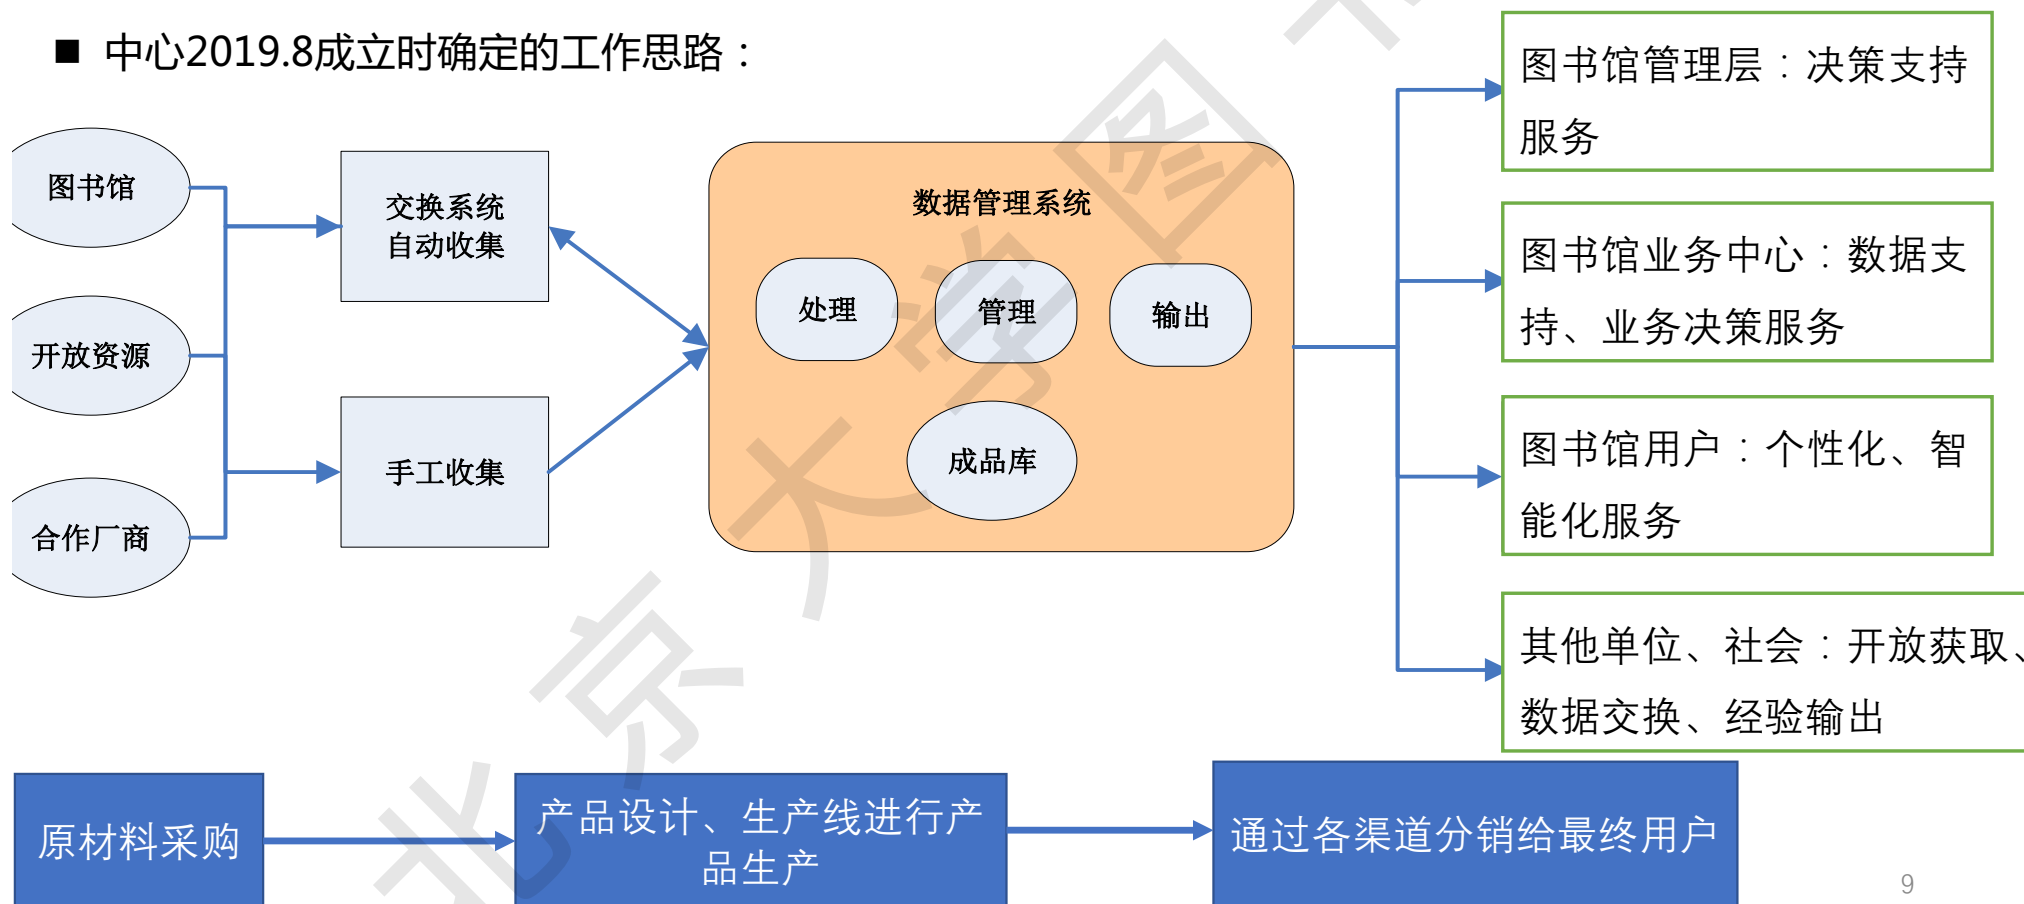 ■ 中心2019.8成立时确定的工作思路：
图书馆
开放资源
合作厂商
交换系统
自动收集
手工收集
数据管理系统
处理
管理
输出
成品库
图书馆管理层：决策支持
服务
图书馆业务中心：数据支
持、业务决策服务
图书馆用户：个性化、智
能化服务
其他单位、社会：开放获取、
数据交换、经验输出
原材料采购
产品设计、生产线进行产
品生产
通过各渠道分销给最终用户
9
北京大学图书